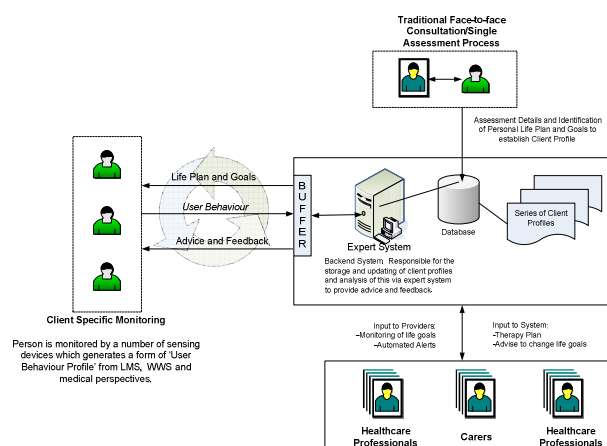 Traditional Face-to-face
Consultation/Single
Assessment Process
Assessment Details and Identification
of Personal Life Plan and Goals to
establish Client Profile
Life Plan and Goals
User Behaviour
Advice and Feedback
BUFFER
Expert System
Database
Series of Client
Profiles
Backend System. Responsible for the
storage and updating of client profiles
and analysis of this via expert system
to provide advice and feedback.
Client Specific Monitoring
Person is monitored by a number of sensing
devices which generates a form of 'User
Behaviour Profile' from LMS, WWS and
medical perspectives.
Input to Providers:
-Monitoring of life goals
-Automated Alerts
Input to System:
-Therapy Plan
-Advise to change life goals
Healthcare
Professionals
Carers
Healthcare
Professionals